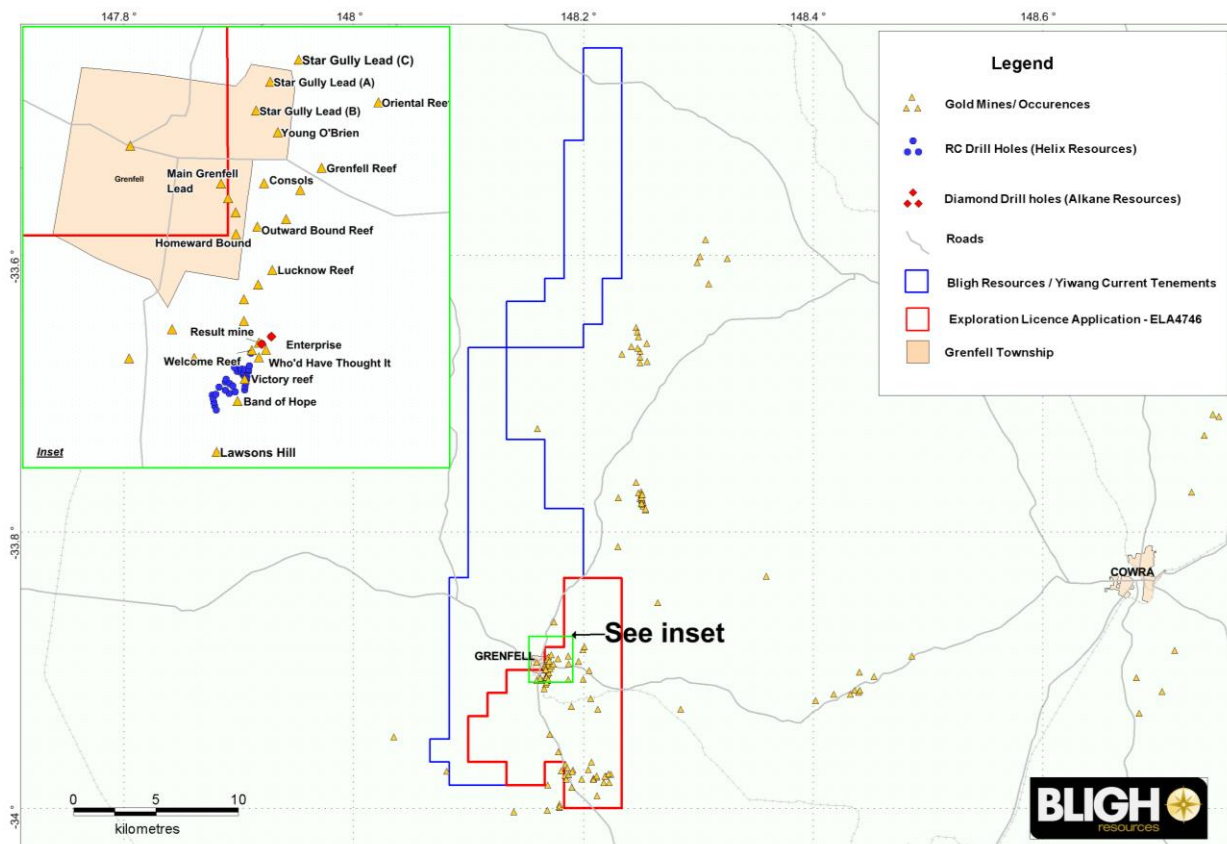 147.8
148
148.2 °
148.4 °
148.6 °
-33.6 °
-33.8 °
-34 °
Star Gully Lead (C)
Star Gully Lead (A)
Oriental Ree
Star Gully Lead (B)
Young O'Brien
Grenfell Reef
Grenfell
Main Grenfell
Lead
Consols
Outward Bound Reef
Homeward Bound
Lucknow Reef
Result mine
Enterprise
Welcome Reef
Who'd Have Thought It
Victory reef
Band of Hope
Inset
Lawsons Hill
Legend
Gold Mines/ Occurences
RC Drill Holes (Helix Resources)
Diamond Drill holes (Alkane Resources)
Roads
Bligh Resources / Yiwang Current Tenements
Exploration Licence Application - ELA4746
Grenfell Township
COWRA
See inset
GRENFELL
0 5 10
kilometres
BLIGH
resources